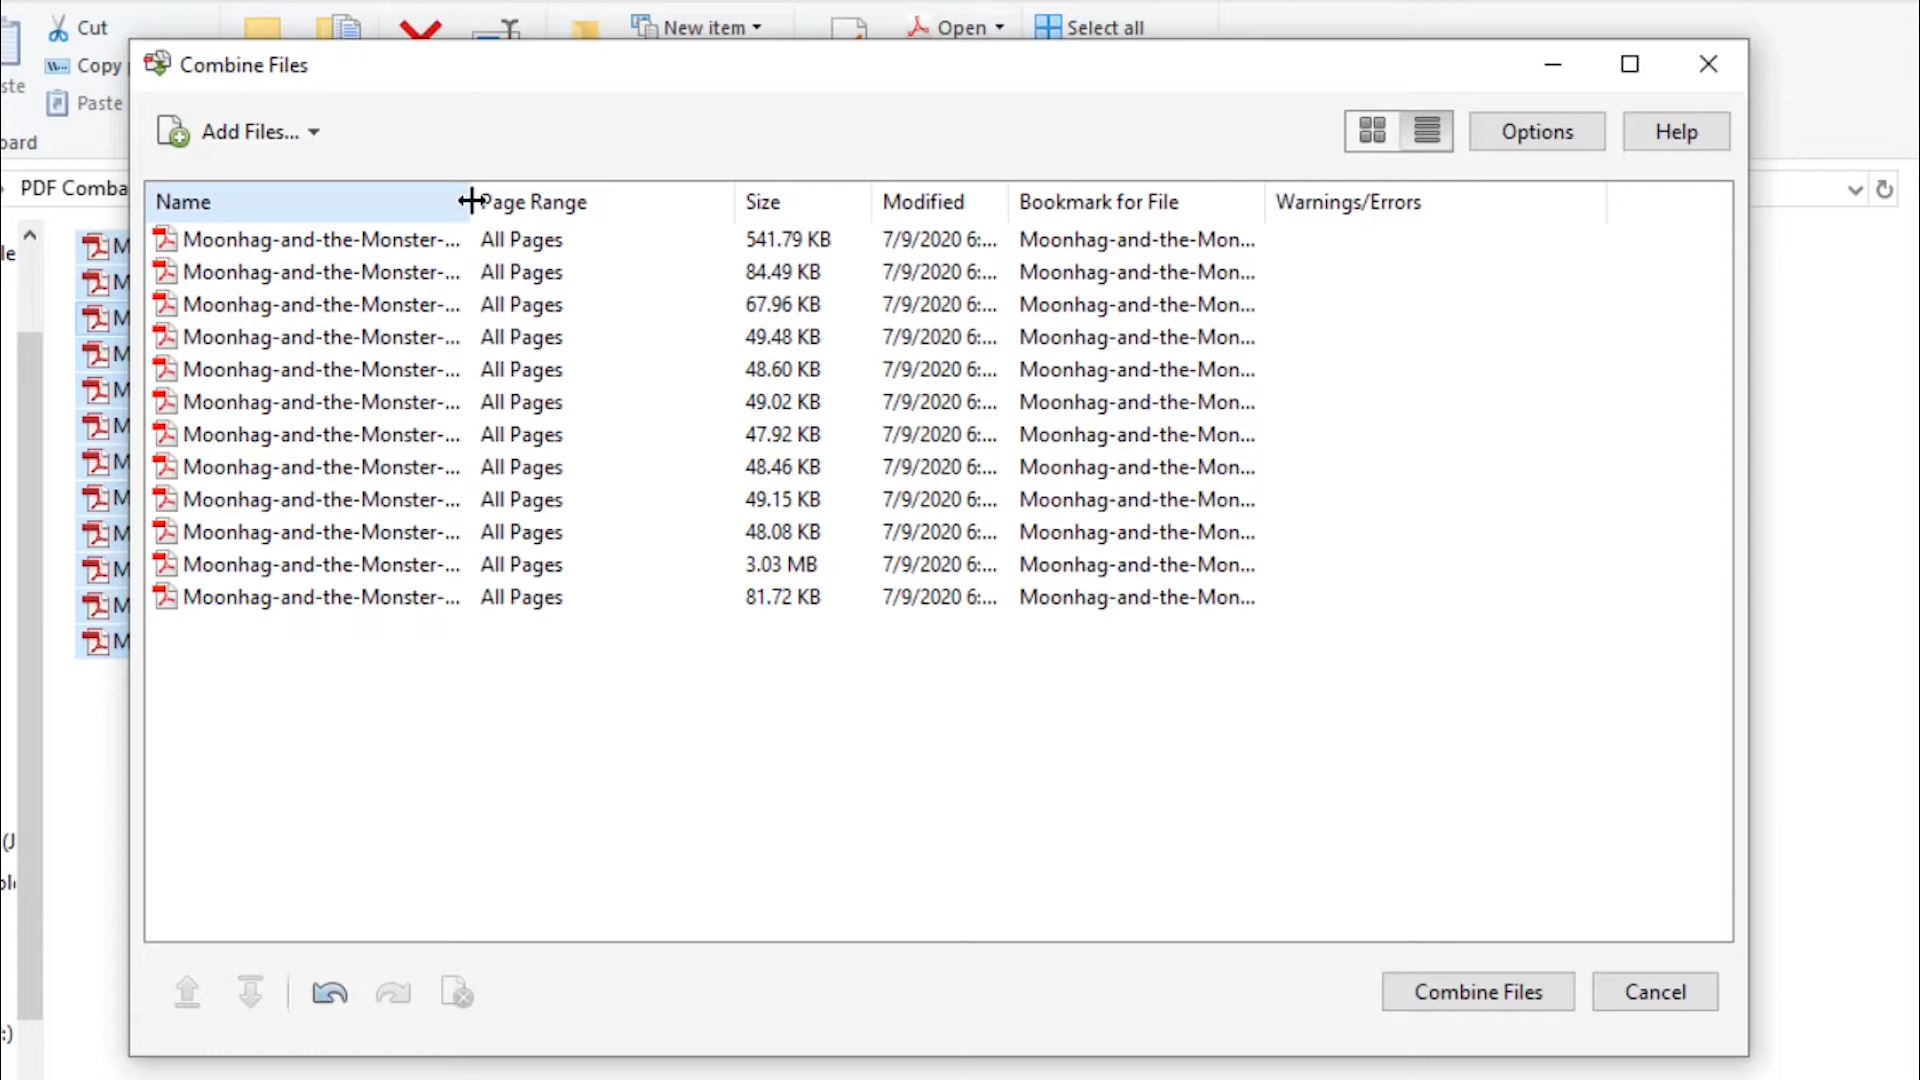 Cut
New item
Open
Select all
Copy
ste
Paste
ard
PDF Comba
Combine Files
Add Files...
Options
Help
Name Page Range Size Modified Bookmark for File Warnings/Errors
Moonhag-and-the-Monster-... All Pages 541.79 KB 7/9/2020 6:... Moonhag-and-the-Mon...
Moonhag-and-the-Monster-... All Pages 84.49 KB 7/9/2020 6:... Moonhag-and-the-Mon...
Moonhag-and-the-Monster-... All Pages 67.96 KB 7/9/2020 6:... Moonhag-and-the-Mon...
Moonhag-and-the-Monster-... All Pages 49.48 KB 7/9/2020 6:... Moonhag-and-the-Mon...
Moonhag-and-the-Monster-... All Pages 48.60 KB 7/9/2020 6:... Moonhag-and-the-Mon...
Moonhag-and-the-Monster-... All Pages 49.02 KB 7/9/2020 6:... Moonhag-and-the-Mon...
Moonhag-and-the-Monster-... All Pages 47.92 KB 7/9/2020 6:... Moonhag-and-the-Mon...
Moonhag-and-the-Monster-... All Pages 48.46 KB 7/9/2020 6:... Moonhag-and-the-Mon...
Moonhag-and-the-Monster-... All Pages 49.15 KB 7/9/2020 6:... Moonhag-and-the-Mon...
Moonhag-and-the-Monster-... All Pages 48.08 KB 7/9/2020 6:... Moonhag-and-the-Mon...
Moonhag-and-the-Monster-... All Pages 3.03 MB 7/9/2020 6:... Moonhag-and-the-Mon...
Moonhag-and-the-Monster-... All Pages 81.72 KB 7/9/2020 6:... Moonhag-and-the-Mon...
Combine Files
Cancel